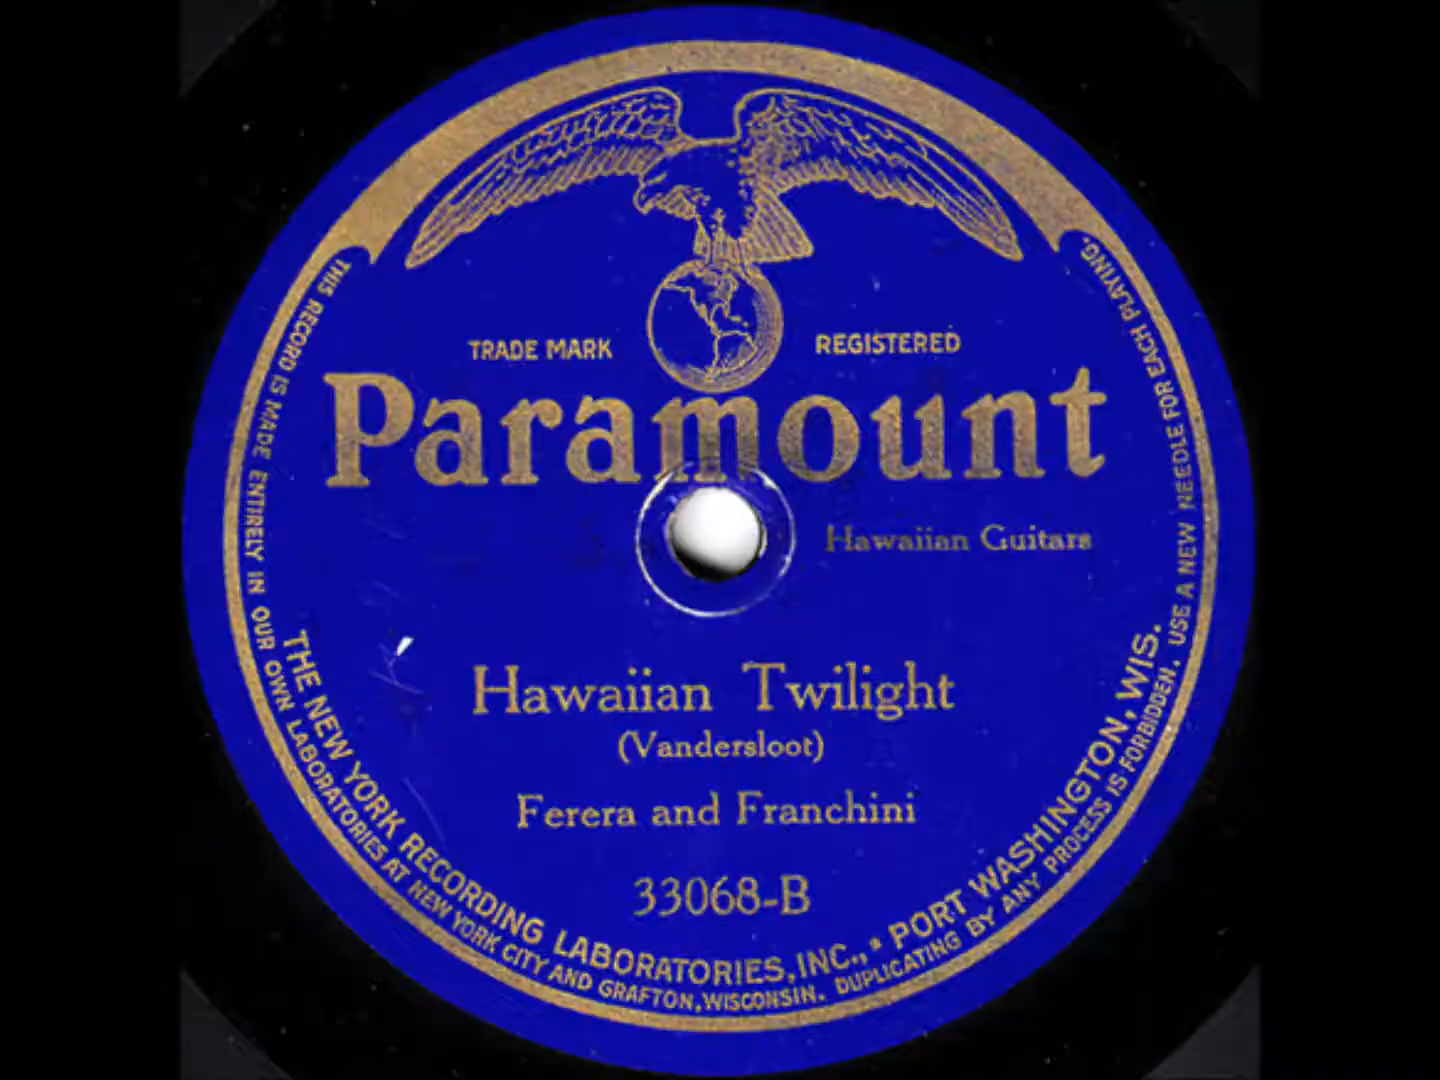 TRADE MARK REGISTERED
Paramount
Hawaiian Guitars
Hawaiian Twilight
(Vandersloot)
Ferera and Franchini
33068-B
THE NEW YORK RECORDING LABORATORIES, INC., * PORT WASHINGTON, WIS.
THIS RECORD IS MADE ENTIRELY IN OUR OWN LABORATORIES AT NEW YORK CITY AND GRAFTON, WISCONSIN. DUPLICATING BY ANY PROCESS IS FORBIDDEN. USE A NEW NEEDLE FOR EACH PLAYING.